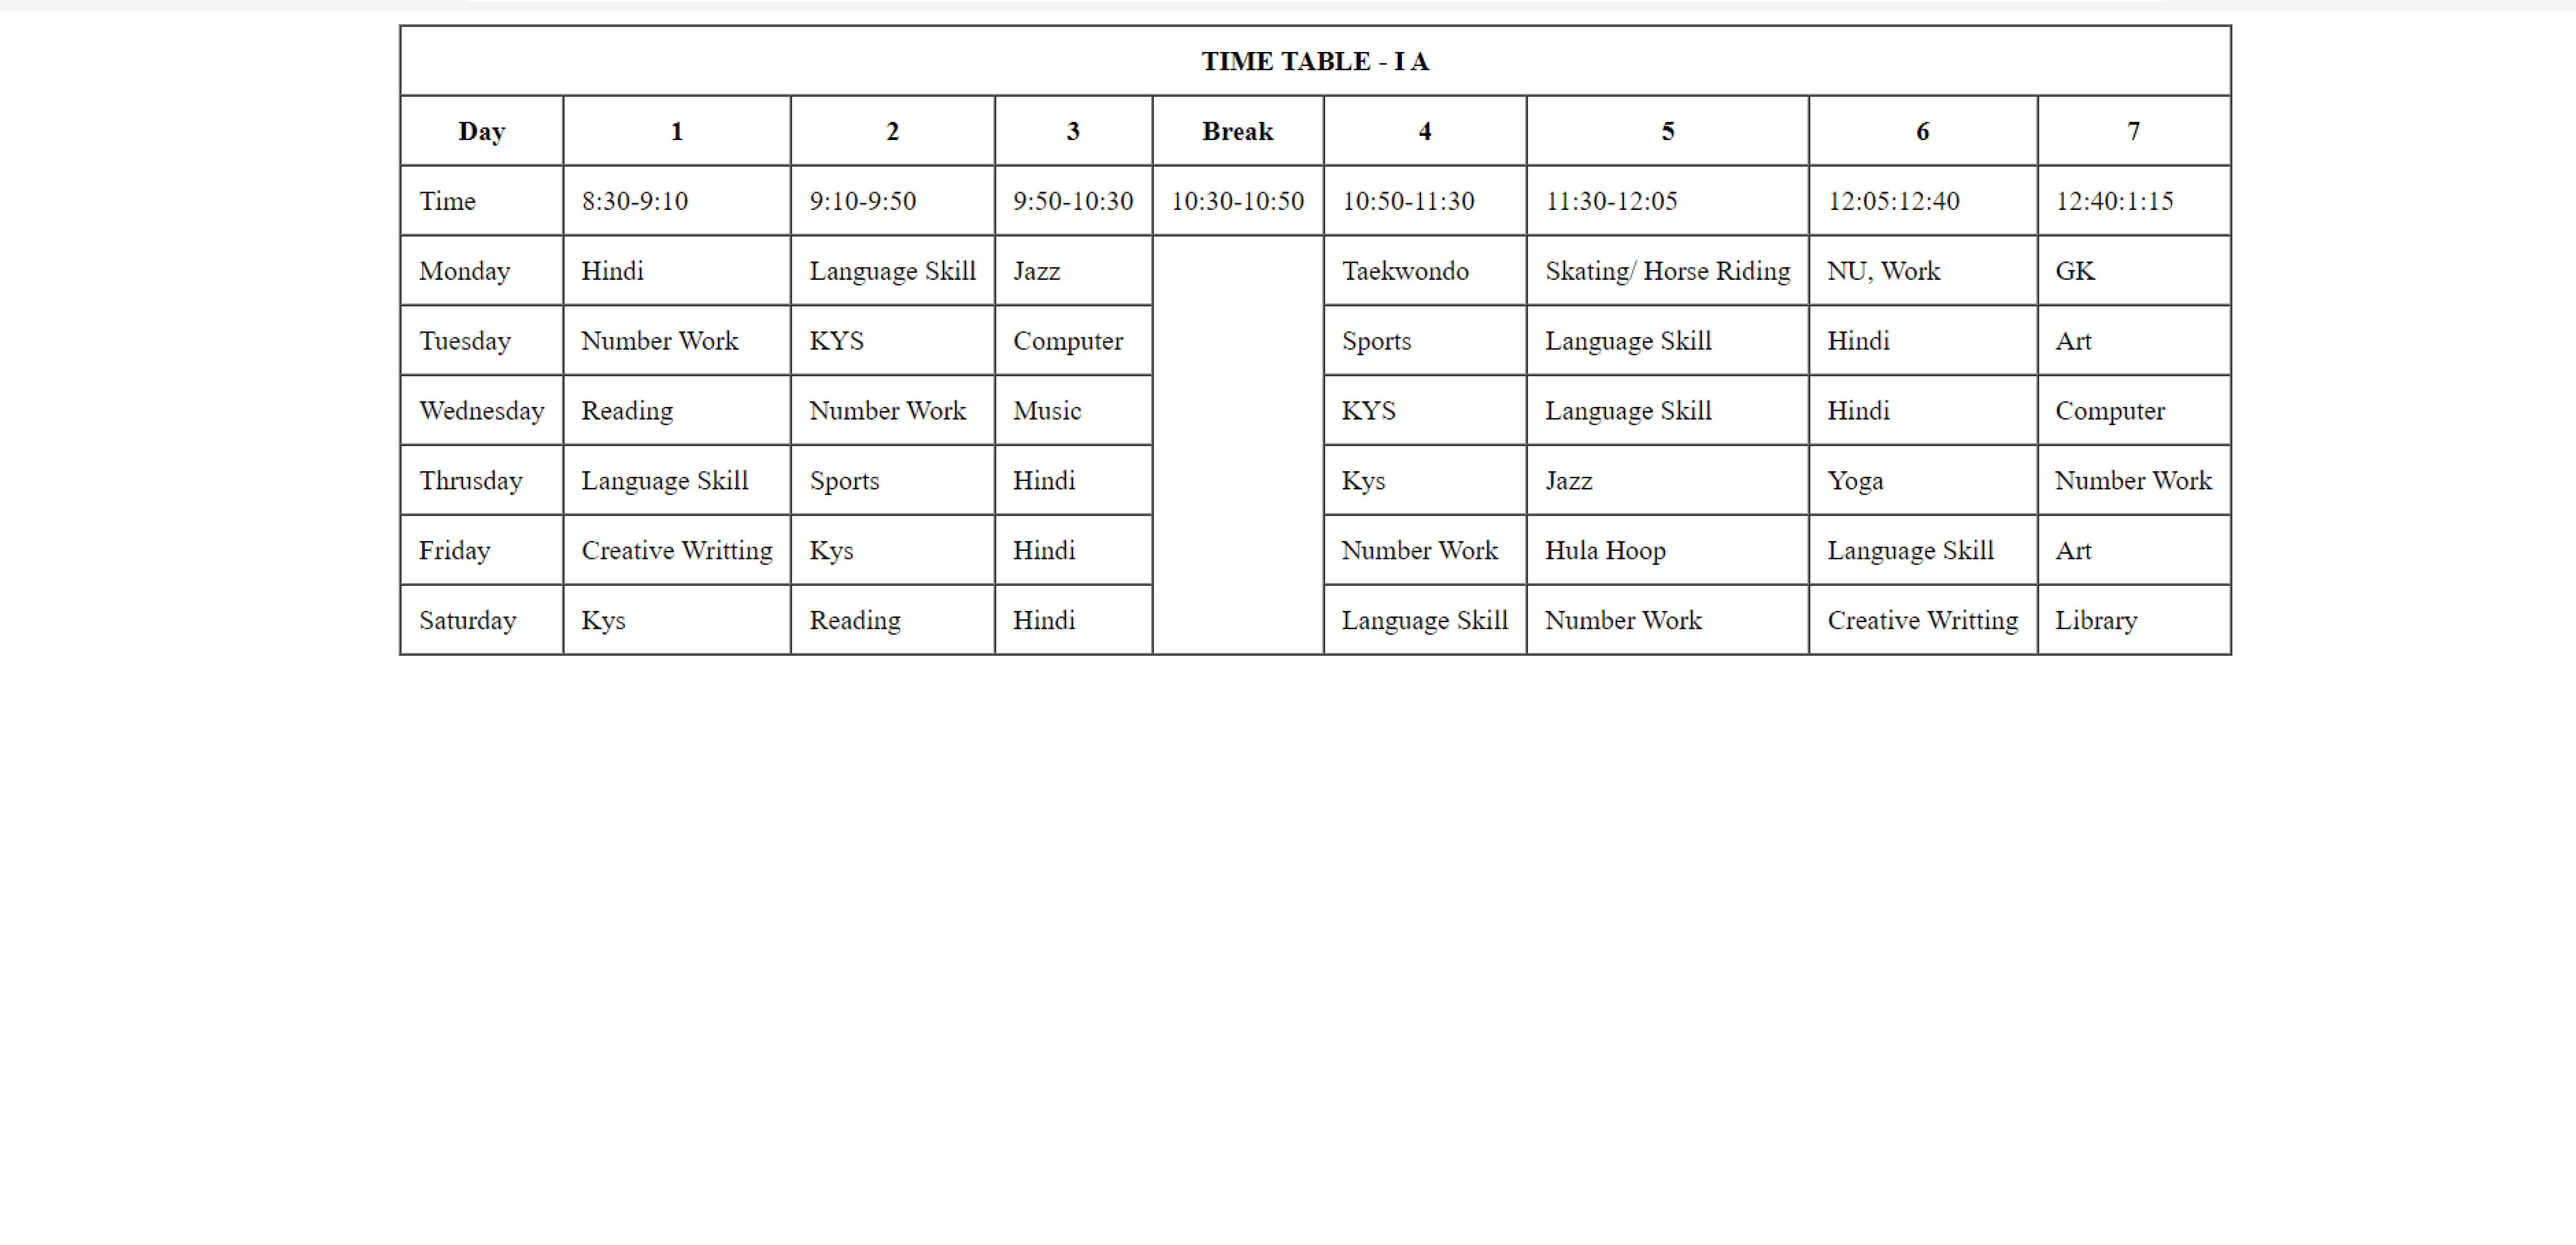 TIME TABLE - I A
Day 1 2 3 Break 4 5 6 7
Time 8:30-9:10 9:10-9:50 9:50-10:30 10:30-10:50 10:50-11:30 11:30-12:05 12:05:12:40 12:40:1:15
Monday Hindi Language Skill Jazz Taekwondo Skating/ Horse Riding NU, Work GK
Tuesday Number Work KYS Computer Sports Language Skill Hindi Art
Wednesday Reading Number Work Music KYS Language Skill Hindi Computer
Thrusday Language Skill Sports Hindi Kys Jazz Yoga Number Work
Friday Creative Writting Kys Hindi Number Work Hula Hoop Language Skill Art
Saturday Kys Reading Hindi Language Skill Number Work Creative Writting Library